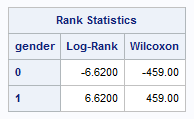 Rank Statistics
gender Log-Rank Wilcoxon
0 -6.6200 -459.00
1 6.6200 459.00